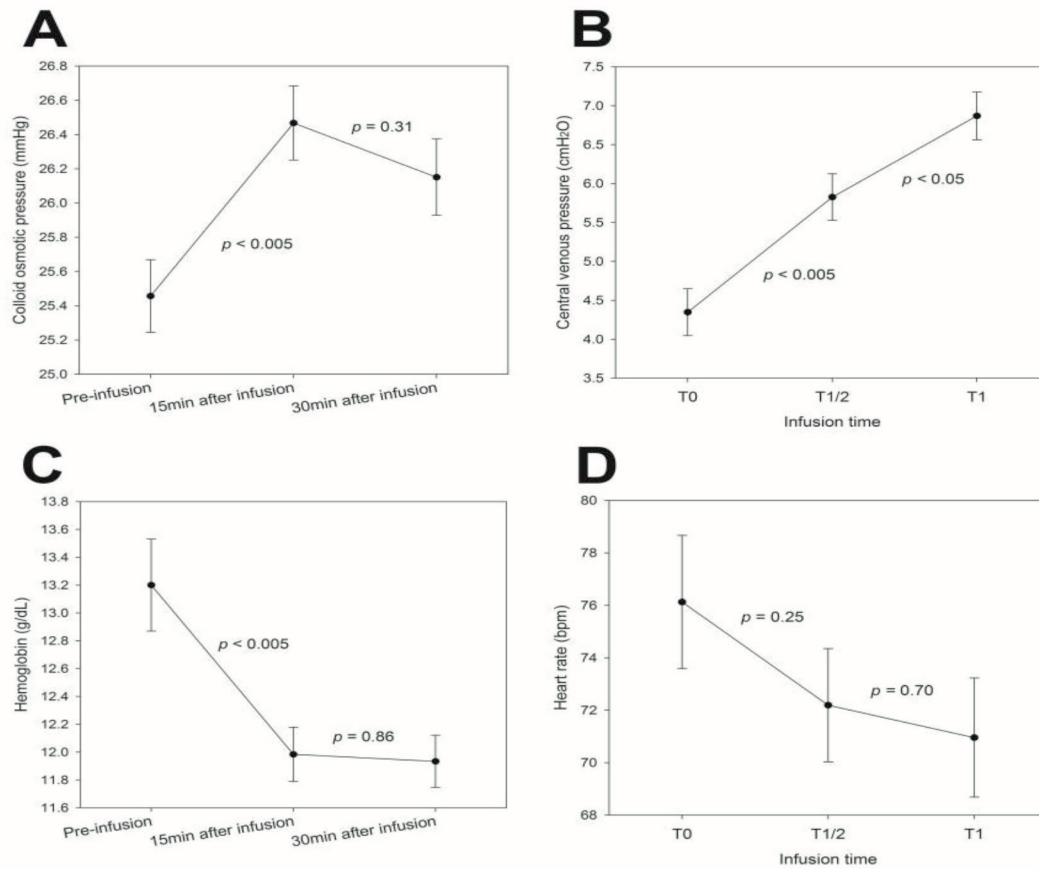 A
Colloid osmotic pressure (mmHg)
26.8
26.6
26.4
26.2
26.0
25.8
25.6
25.4
25.2
25.0
p = 0.31
p < 0.005
Pre-infusion
15min after infusion
30min after infusion
B
Central venous pressure (cmH2O)
7.5
7.0
6.5
6.0
5.5
5.0
4.5
4.0
3.5
p < 0.05
p < 0.005
T0
T1/2
T1
Infusion time
C
Hemoglobin (g/dL)
13.8
13.6
13.4
13.2
13.0
12.8
12.6
12.4
12.2
12.0
11.8
11.6
p < 0.005
p = 0.86
Pre-infusion
15min after infusion
30min after infusion
D
Heart rate (bpm)
80
78
76
74
72
70
68
p = 0.25
p = 0.70
T0
T1/2
T1
Infusion time